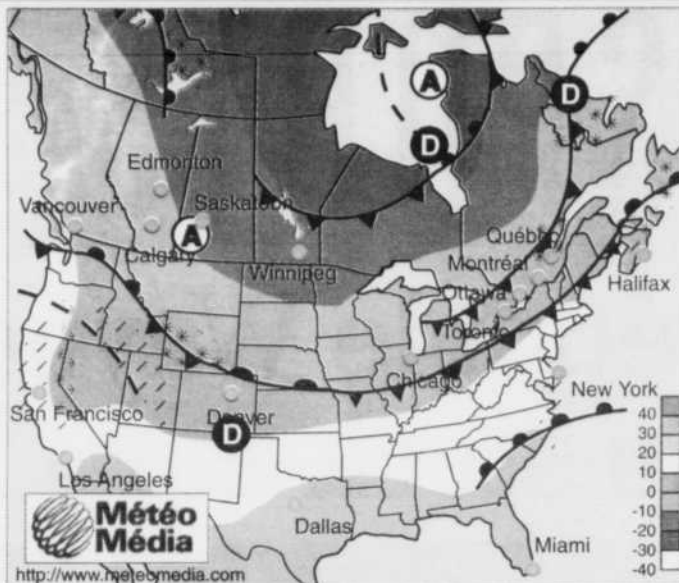 A
D
D
Edmonton
Vancouver
Saskatoon
A
Calgary
Winnipeg
Québec
Montréal
Ottawa
Halifax
Toronto
Chicago
New York
San Francisco
Denver
D
Los Angeles
Dallas
Miami
40
30
20
10
0
-10
-20
-30
-40
Météo
Média
http://www.meteomedia.com